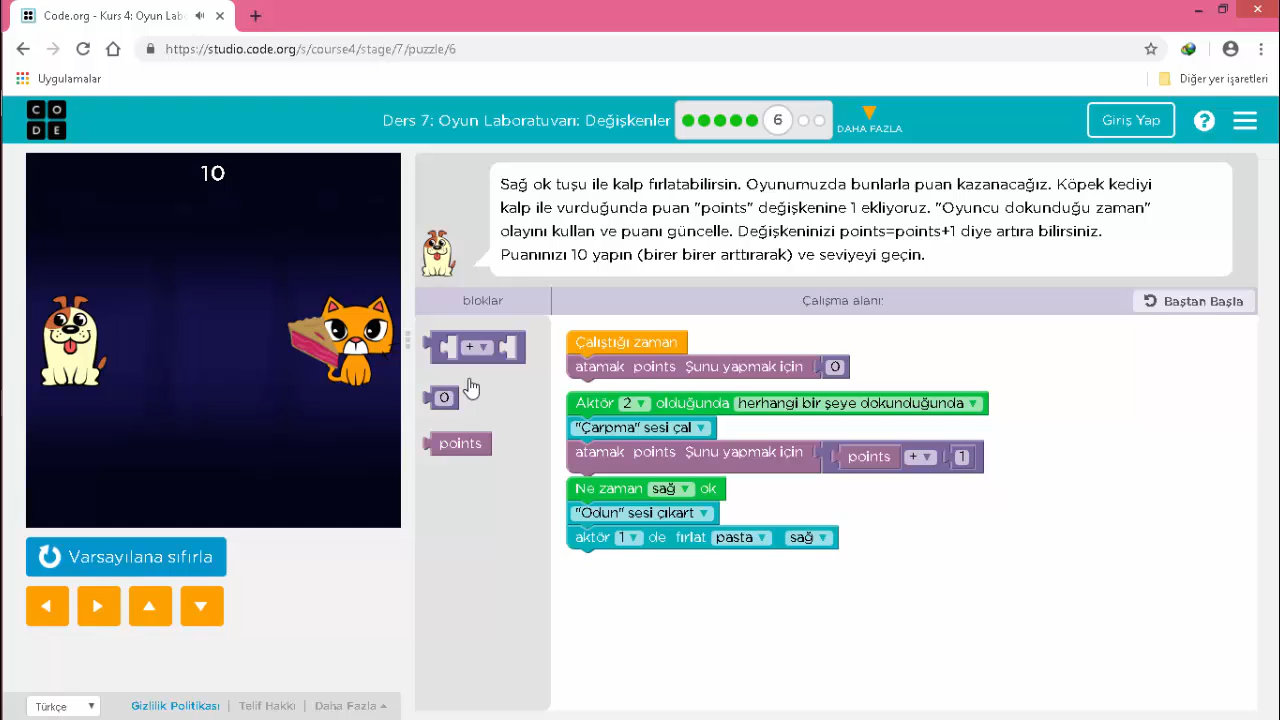 Code.org - Kurs 4: Oyun Lab
https://studio.code.org/s/course4/stage/7/puzzle/6
Uygulamalar
Diğer yer işaretleri
CODE
Ders 7: Oyun Laboratuvarı: Değişkenler
6
DAHA FAZLA
Giriş Yap
?
10
Sağ ok tuşu ile kalp fırlatabilirsin. Oyunumuzda bunlarla puan kazanacağız. Köpek kediyi
kalp ile vurduğunda puan "points" değişkenine 1 ekliyoruz. "Oyuncu dokunduğu zaman"
olayını kullan ve puanı güncelle. Değişkeninizi points=points+1 diye artıra bilirsiniz.
Puanınızı 10 yapın (birer birer arttırarak) ve seviyeyi geçin.
bloklar
Çalışma alanı:
Baştan Başla
+
0
points
Çalıştığı zaman
atamak points Şunu yapmak için 0
Aktör 2 olduğunda herhangi bir şeye dokunduğunda
"Çarpma" sesi çal
atamak points Şunu yapmak için points + 1
Ne zaman sağ ok
"Odun" sesi çıkart
aktör 1 de fırlat pasta sağ
Varsayılana sıfırla
Türkçe
Gizlilik Politikası
Telif Hakkı
Daha Fazla